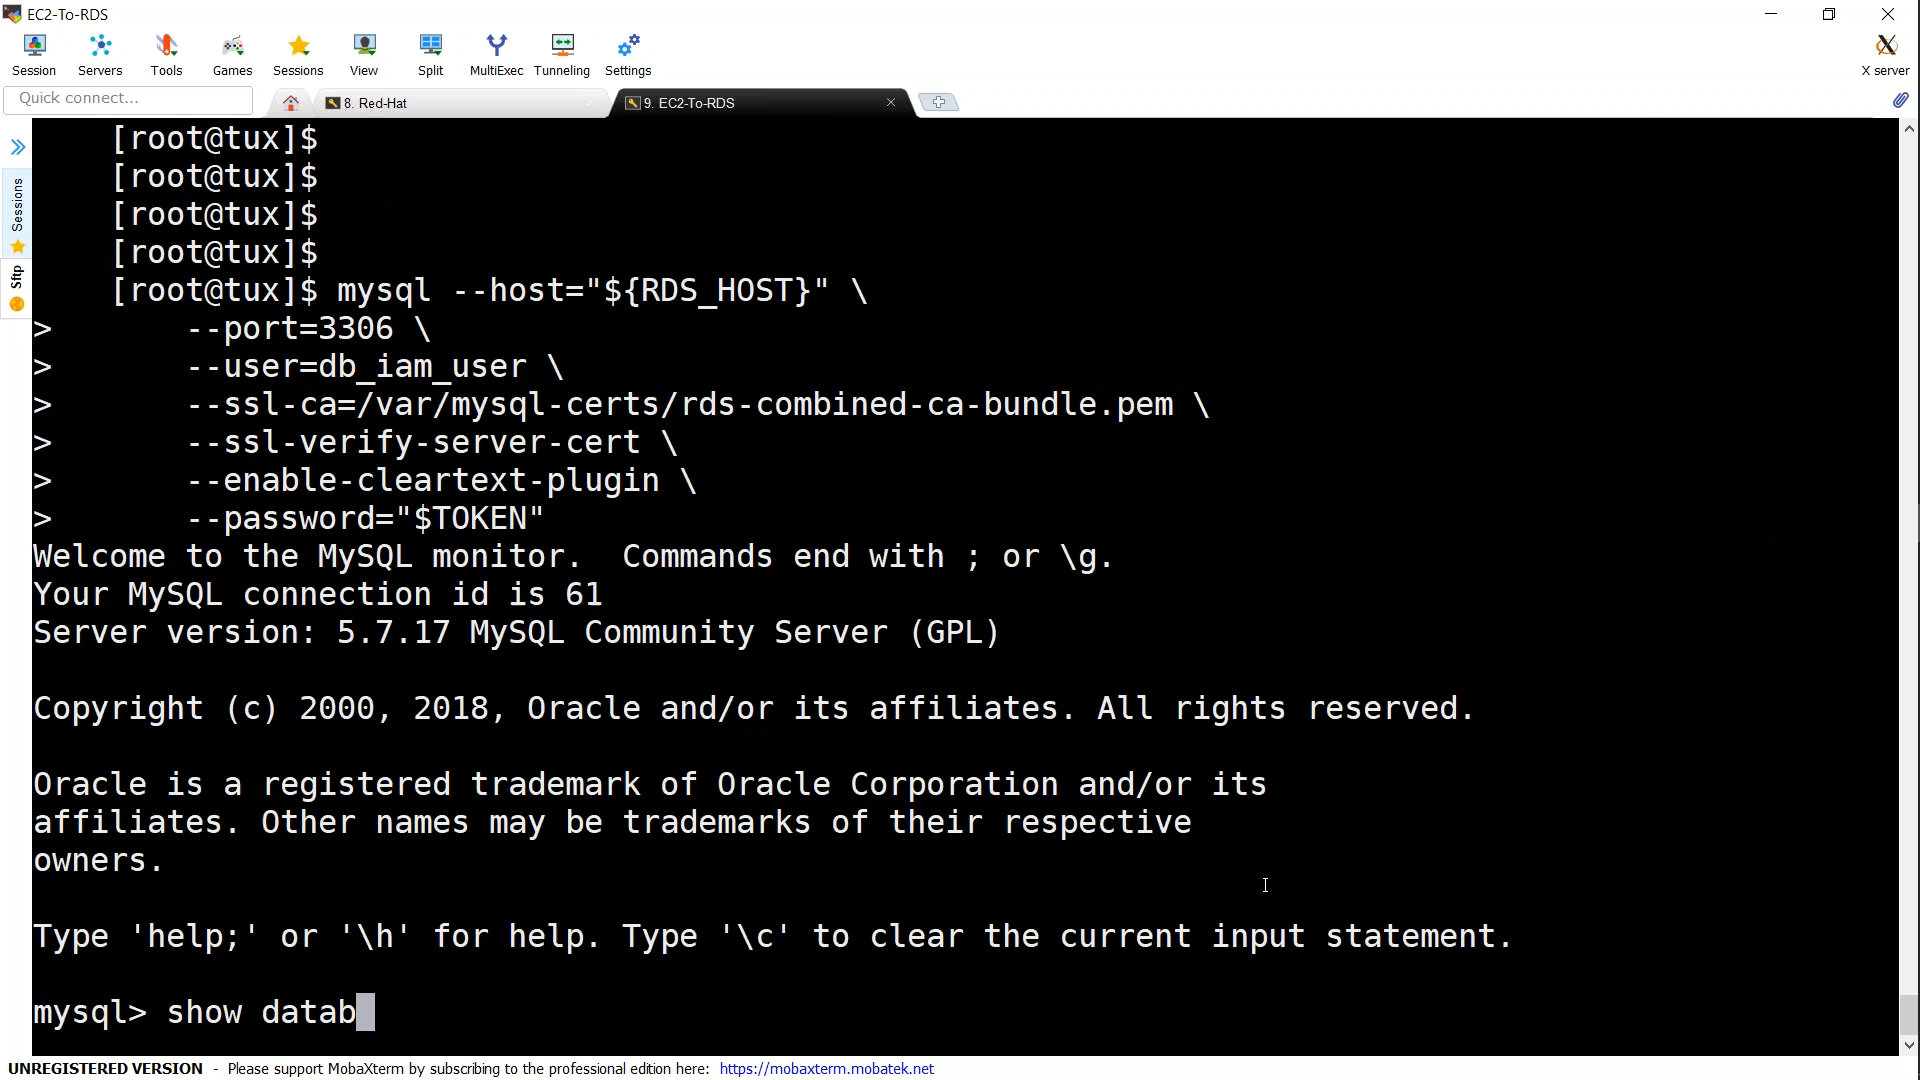 EC2-To-RDS
Session Servers Tools Games Sessions View Split MultiExec Tunneling Settings X server
Quick connect... 8. Red-Hat 9. EC2-To-RDS
Sessions
Sftp
[root@tux]$
[root@tux]$
[root@tux]$
[root@tux]$
[root@tux]$ mysql --host="${RDS_HOST}" \
> --port=3306 \
> --user=db_iam_user \
> --ssl-ca=/var/mysql-certs/rds-combined-ca-bundle.pem \
> --ssl-verify-server-cert \
> --enable-cleartext-plugin \
> --password="$TOKEN"
Welcome to the MySQL monitor.  Commands end with ; or \g.
Your MySQL connection id is 61
Server version: 5.7.17 MySQL Community Server (GPL)
Copyright (c) 2000, 2018, Oracle and/or its affiliates. All rights reserved.
Oracle is a registered trademark of Oracle Corporation and/or its
affiliates. Other names may be trademarks of their respective
owners.
Type 'help;' or '\h' for help. Type '\c' to clear the current input statement.
mysql> show datab
UNREGISTERED VERSION - Please support MobaXterm by subscribing to the professional edition here: https://mobaxterm.mobatek.net